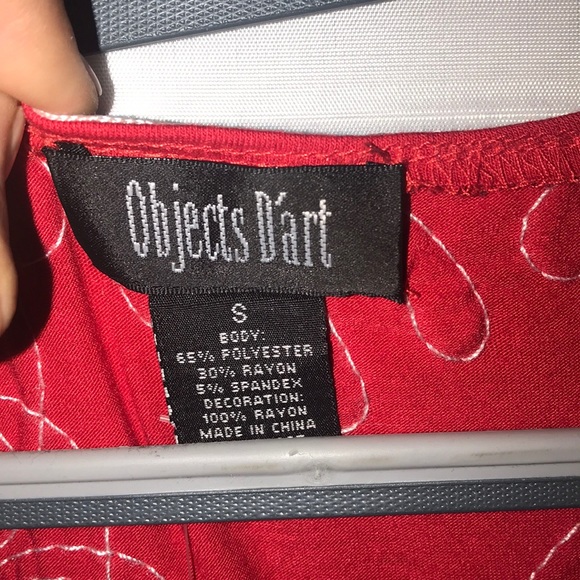 Objects D'art
S
BODY:
65% POLYESTER
30% RAYON
5% SPANDEX
DECORATION:
100% RAYON
MADE IN CHINA